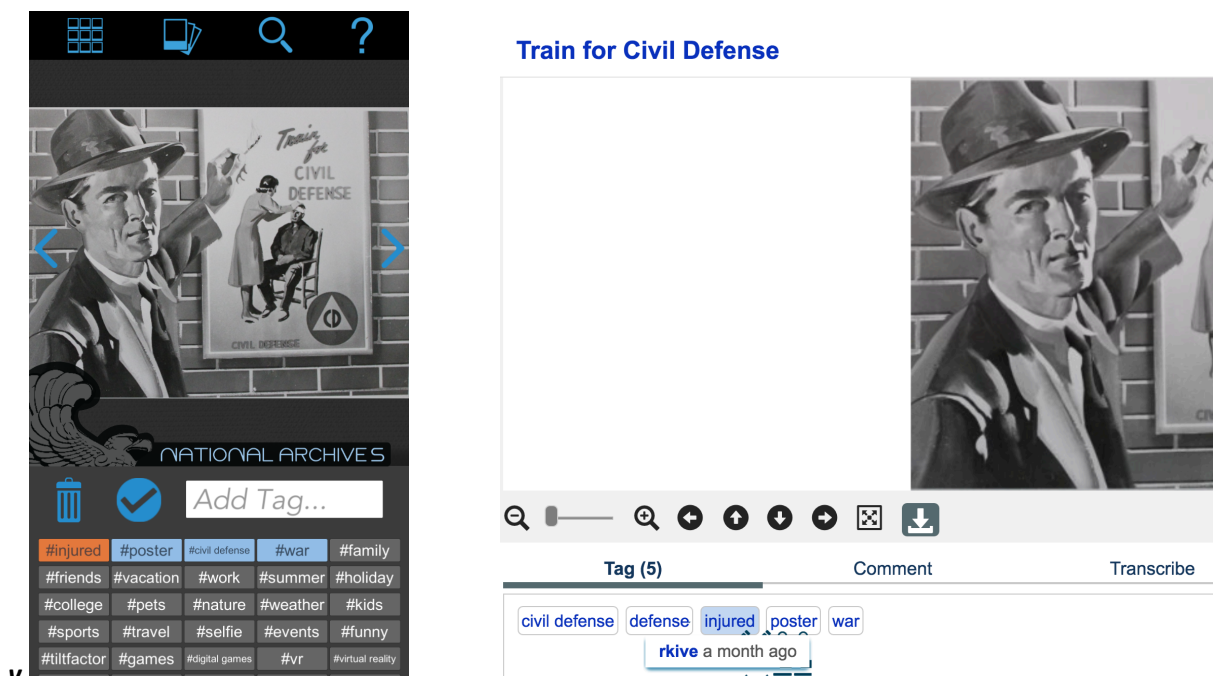 ?
Train
for
CIVIL
DEFENSE
CD
CIVIL DEFENSE
NATIONAL ARCHIVES
Add Tag...
#injured #poster #civil defense #war #family
#friends #vacation #work #summer #holiday
#college #pets #nature #weather #kids
#sports #travel #selfie #events #funny
#tiltfactor #games #digital games #vr #virtual reality
Train for Civil Defense
Tag (5) Comment Transcribe
civil defense defense injured poster war
rkive a month ago